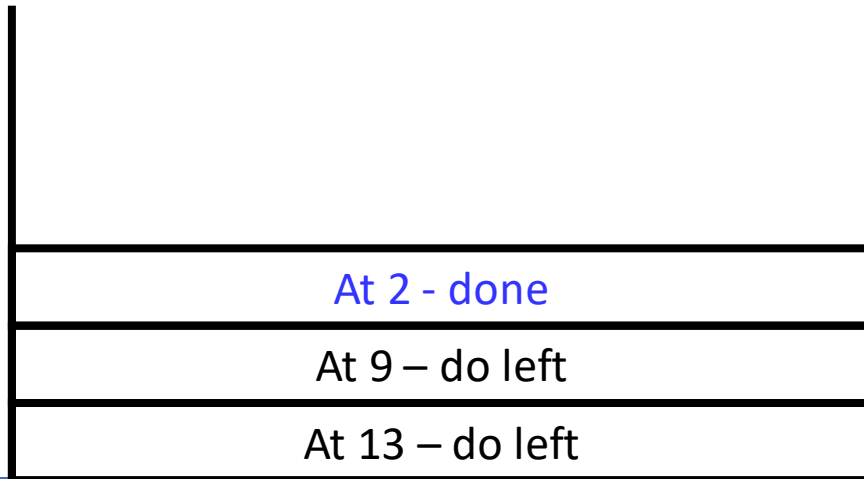 At 2 - done
At 9 – do left
At 13 – do left